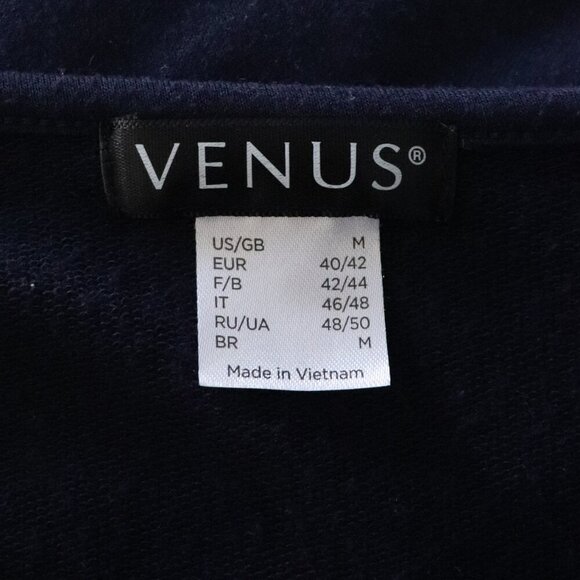 VENUS®
US/GB M
EUR 40/42
F/B 42/44
IT 46/48
RU/UA 48/50
BR M
Made in Vietnam